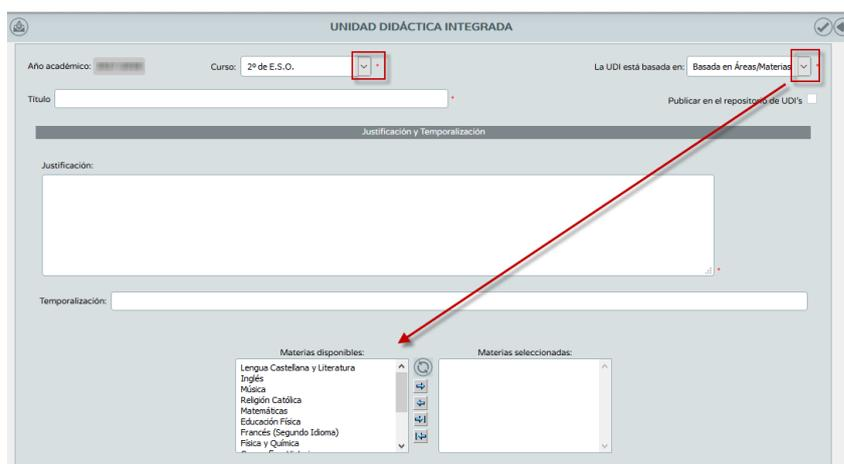 UNIDAD DIDÁCTICA INTEGRADA
Año académico:
Curso: 2º de E.S.O. *
La UDI está basada en: Basada en Áreas/Materias *
Título *
Publicar en el repositorio de UDI's
Justificación y Temporalización
Justificación:
*
Temporalización:
Materias disponibles:
Materias seleccionadas:
Lengua Castellana y Literatura
Inglés
Música
Religión Católica
Matemáticas
Educación Física
Francés (Segundo Idioma)
Física y Química